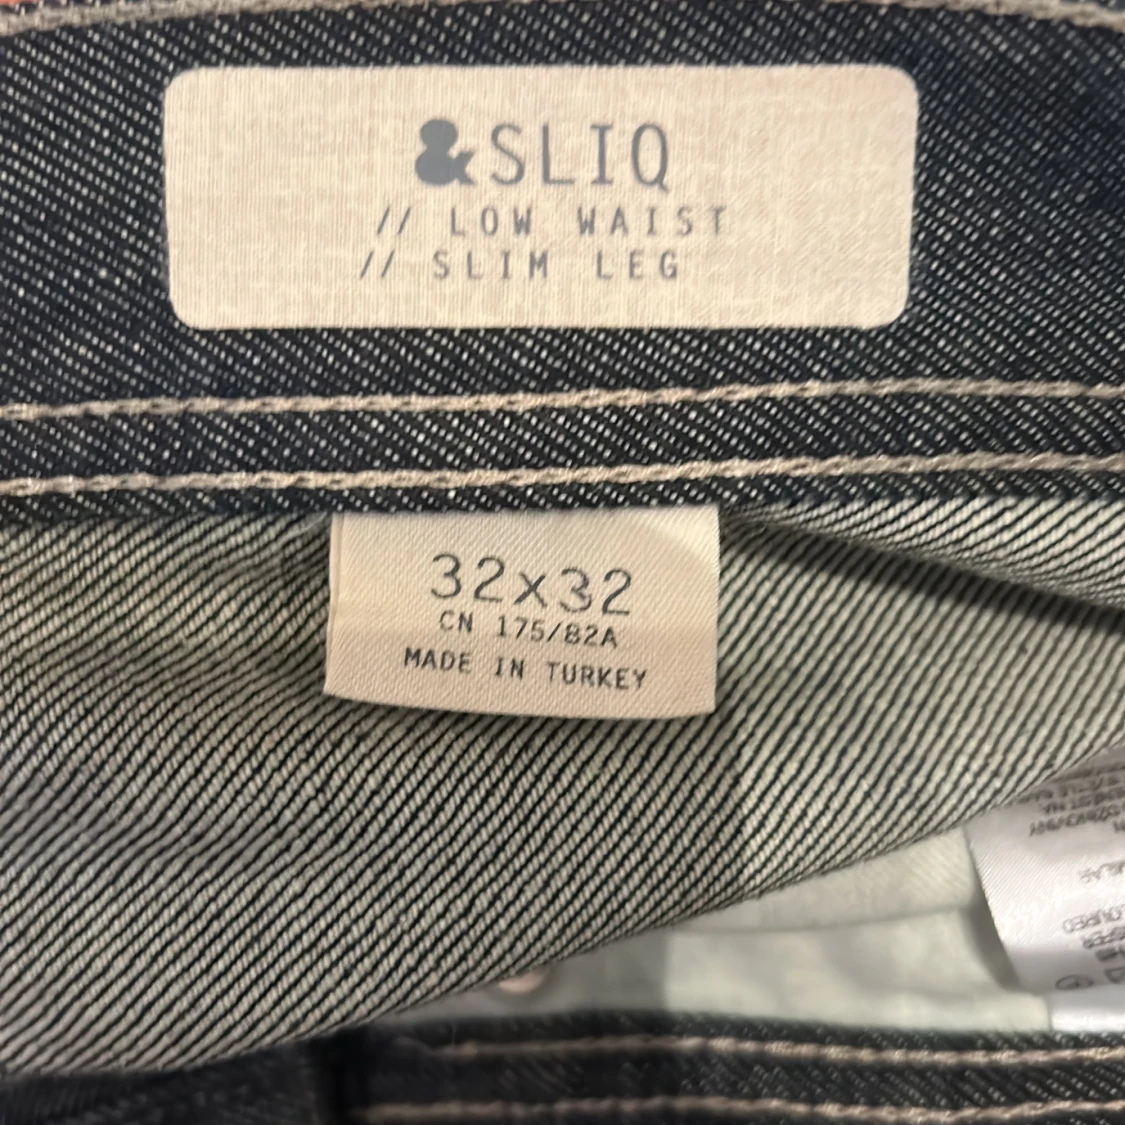 &SLIQ
// LOW WAIST
// SLIM LEG
32x32
CN 175/82A
MADE IN TURKEY